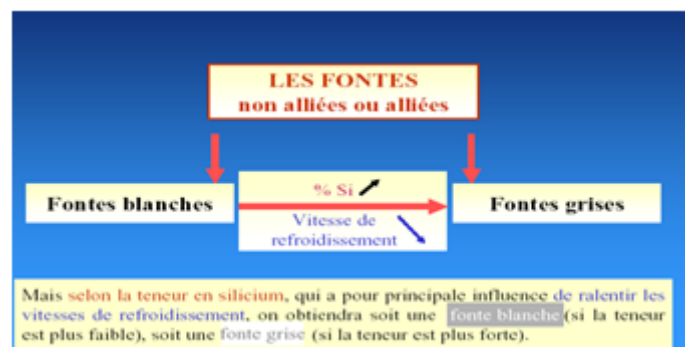 LES FONTES
non alliées ou alliées
Fontes blanches
% Si
Vitesse de
refroidissement
Fontes grises
Mais selon la teneur en silicium, qui a pour principale influence de ralentir les
vitesses de refroidissement, on obtiendra soit une fonte blanche (si la teneur
est plus faible), soit une fonte grise (si la teneur est plus forte).